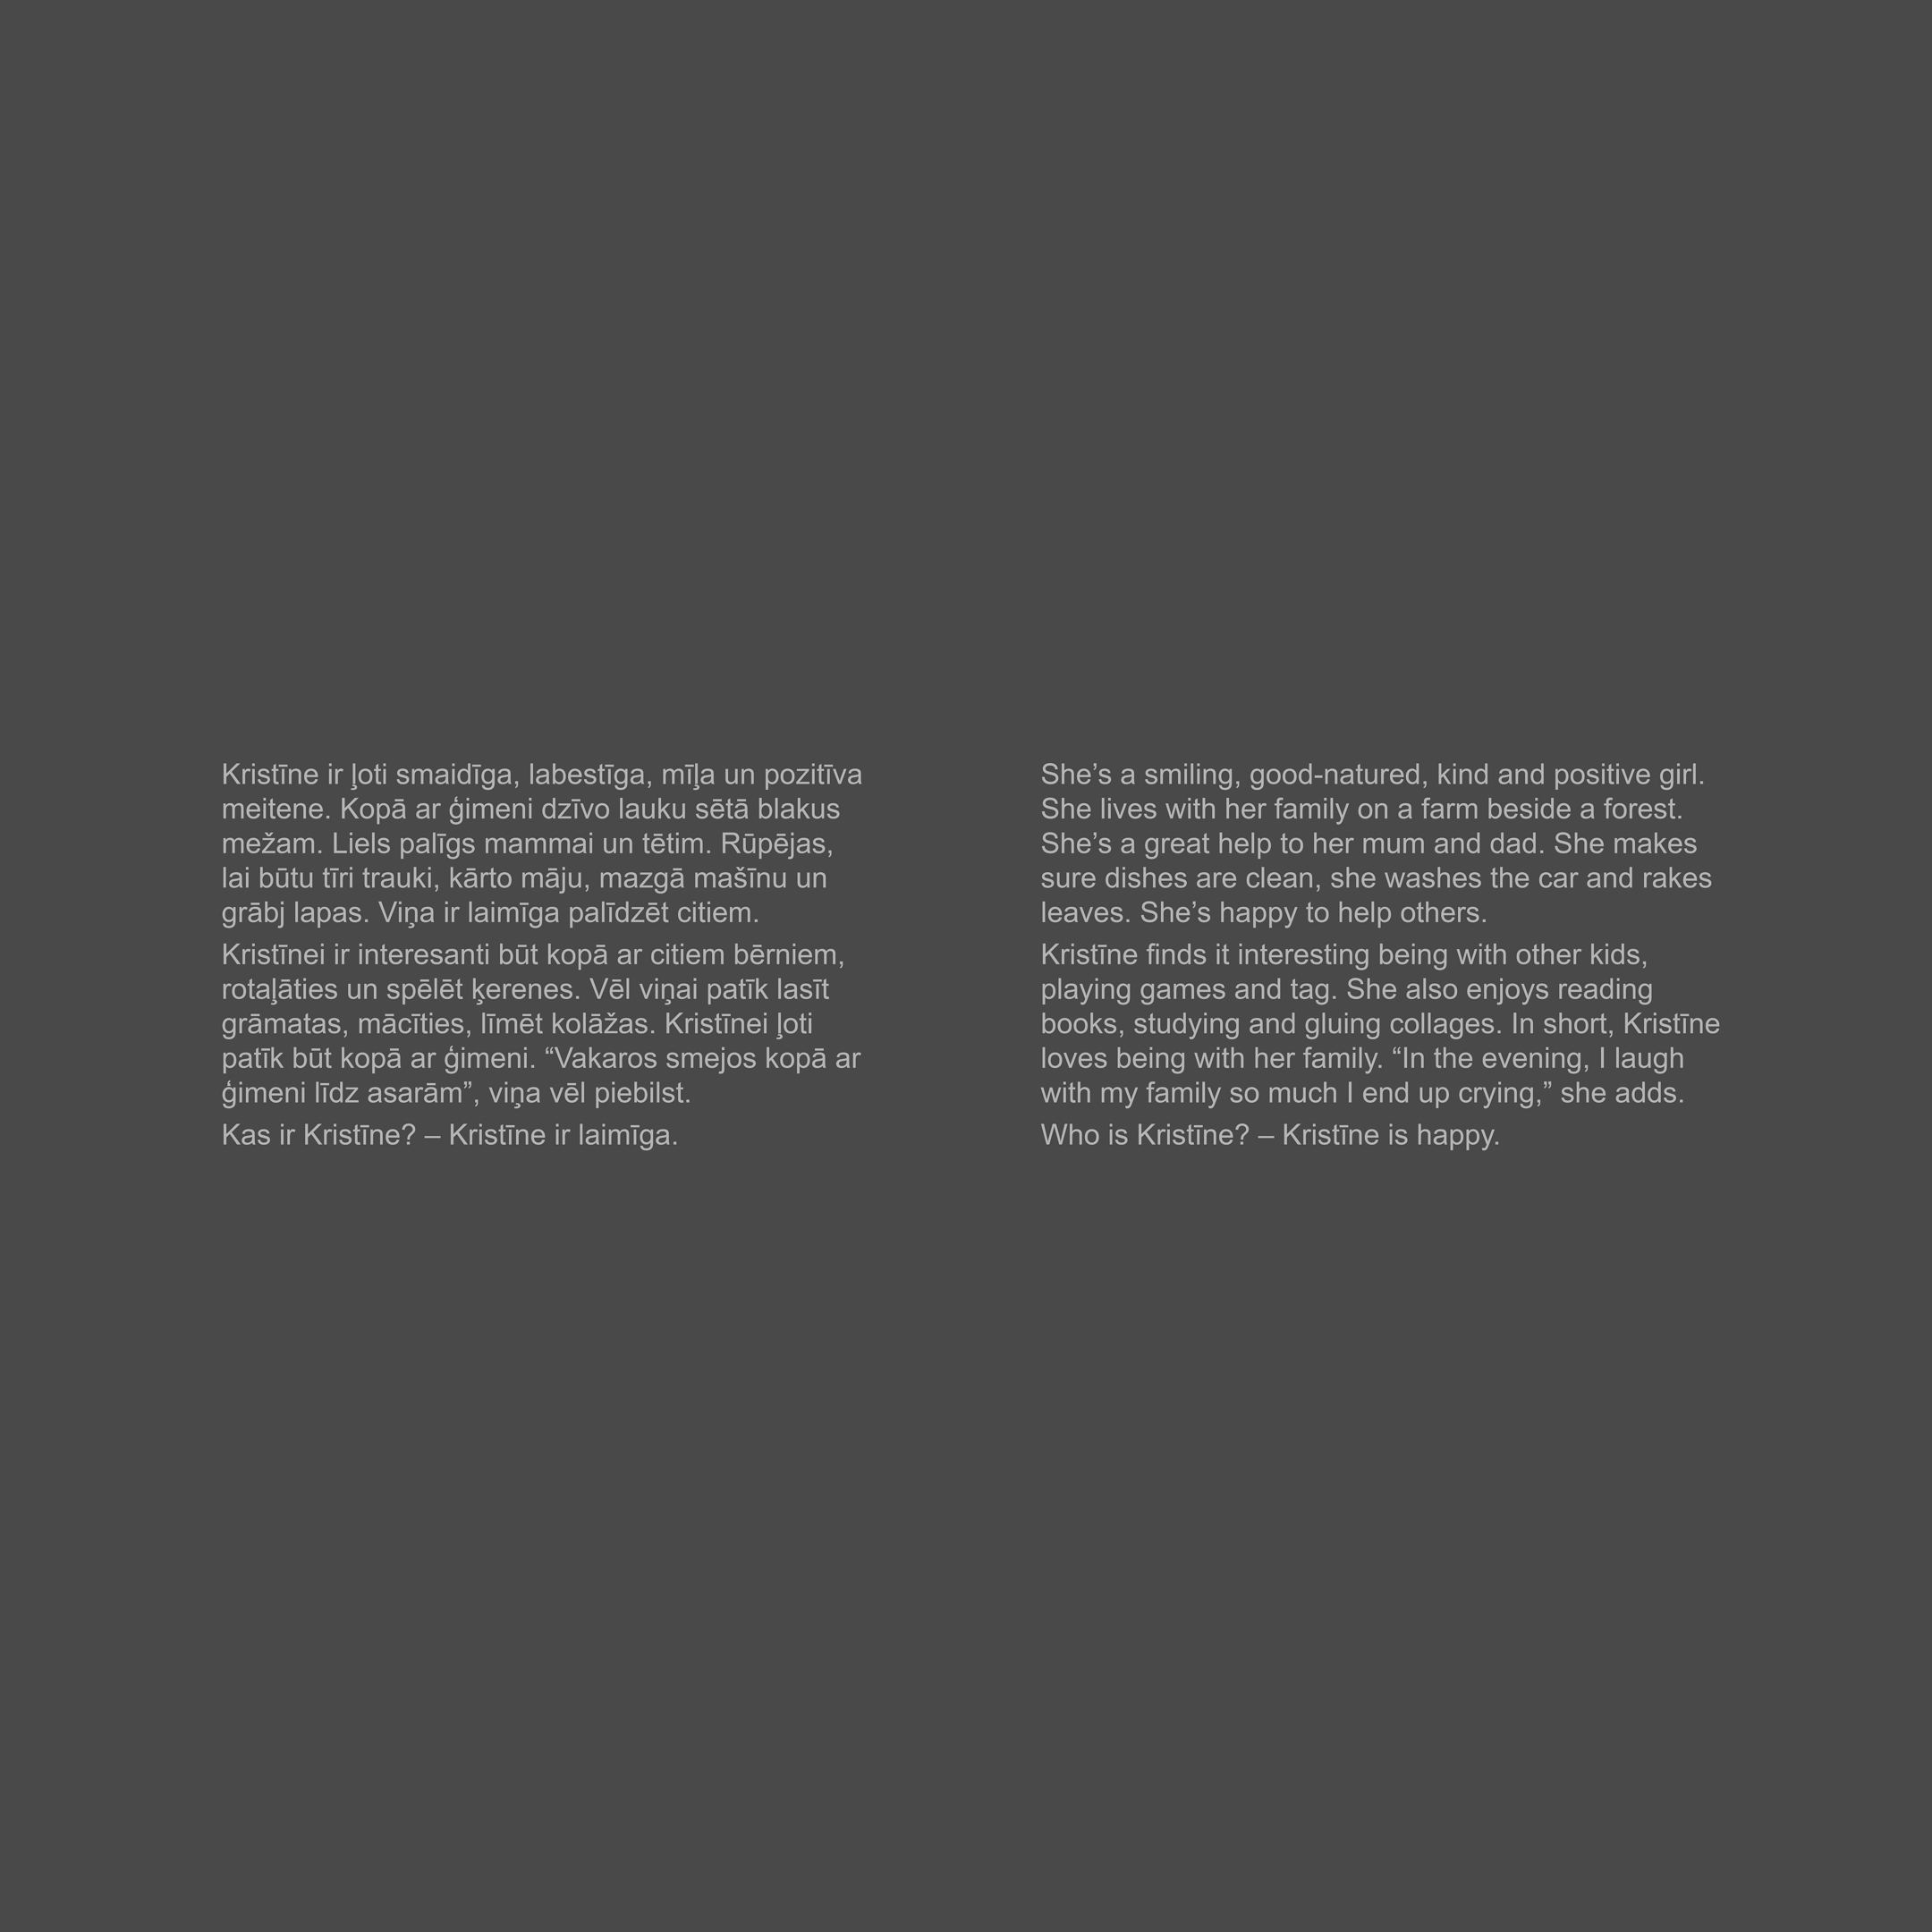 Kristīne ir ļoti smaidīga, labestīga, mīļa un pozitīva
meitene. Kopā ar ģimeni dzīvo lauku sētā blakus
mežam. Liels palīgs mammai un tētim. Rūpējas,
lai būtu tīri trauki, kārto māju, mazgā mašīnu un
grābj lapas. Viņa ir laimīga palīdzēt citiem.
Kristīnei ir interesanti būt kopā ar citiem bērniem,
rotaļāties un spēlēt ķerenes. Vēl viņai patīk lasīt
grāmatas, mācīties, līmēt kolāžas. Kristīnei ļoti
patīk būt kopā ar ģimeni. “Vakaros smejos kopā ar
ģimeni līdz asarām”, viņa vēl piebilst.
Kas ir Kristīne? – Kristīne ir laimīga.
She’s a smiling, good-natured, kind and positive girl.
She lives with her family on a farm beside a forest.
She’s a great help to her mum and dad. She makes
sure dishes are clean, she washes the car and rakes
leaves. She’s happy to help others.
Kristīne finds it interesting being with other kids,
playing games and tag. She also enjoys reading
books, studying and gluing collages. In short, Kristīne
loves being with her family. “In the evening, I laugh
with my family so much I end up crying,” she adds.
Who is Kristīne? – Kristīne is happy.